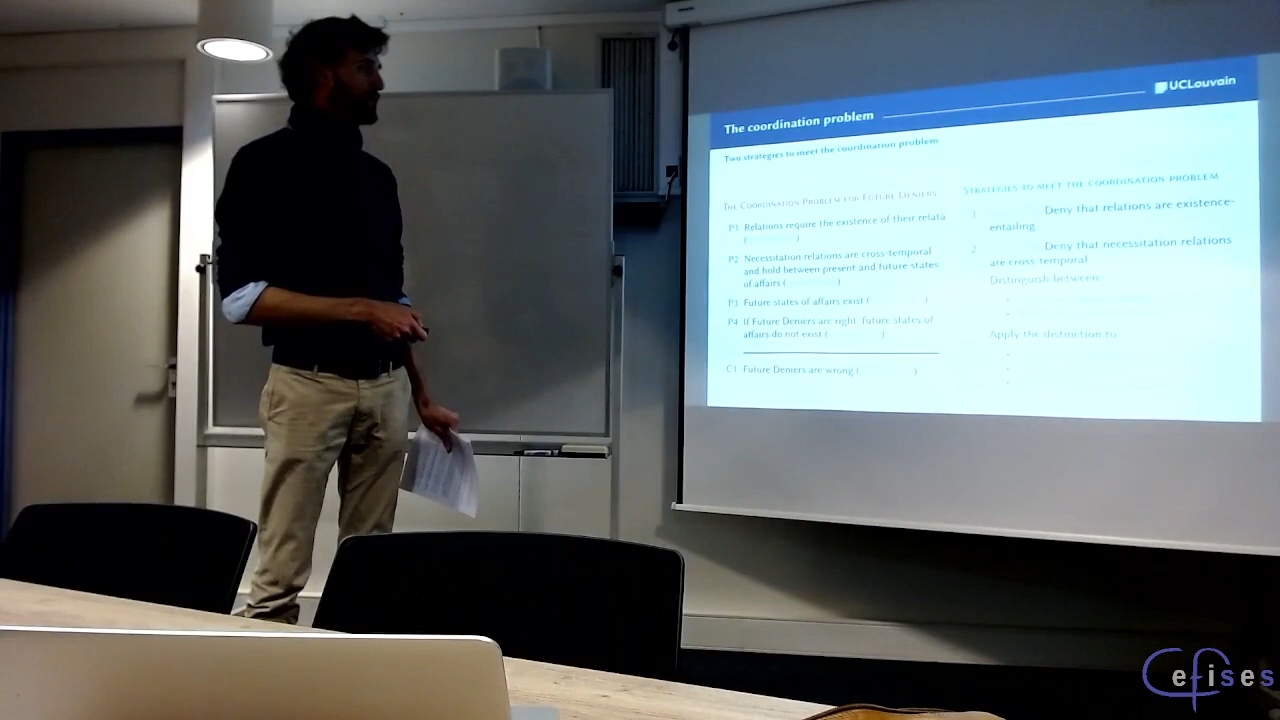 UCLouvain
The coordination problem
Two strategies to meet the coordination problem
The Coordination Problem for Future Deniers
P1 Relations require the existence of their relata
( )
P2 Necessitation relations are cross-temporal
and hold between present and future states
of affairs ( )
P3 Future states of affairs exist ( )
P4 If Future Deniers are right, future states of
affairs do not exist ( )
C1 Future Deniers are wrong ( )
Strategies to meet the coordination problem
1. Deny that relations are existence-
entailing.
2. Deny that necessitation relations
are cross-temporal.
Distinguish between:
Apply the distinction to:
Cefises